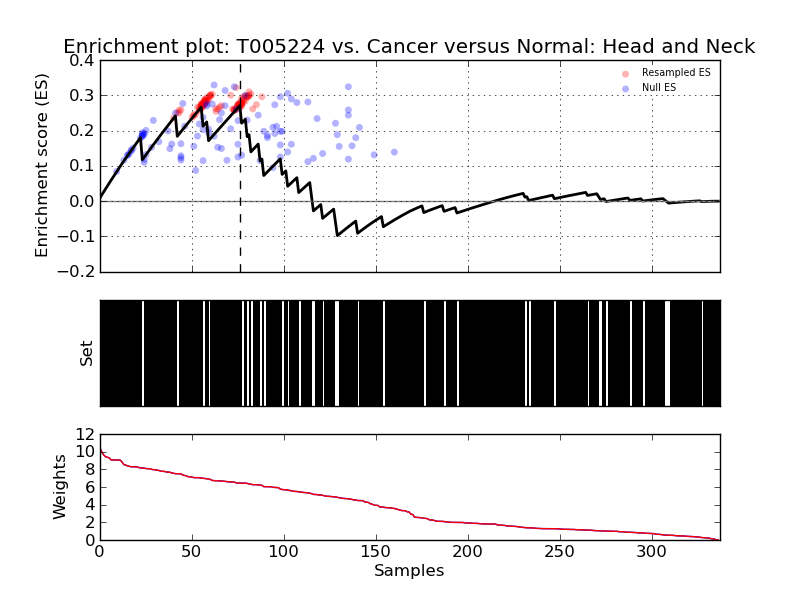 Enrichment plot: T005224 vs. Cancer versus Normal: Head and Neck
Enrichment score (ES)
0.4
0.3
0.2
0.1
0.0
−0.1
−0.2
Resampled ES
Null ES
Set
Weights
12
10
8
6
4
2
0
0 50 100 150 200 250 300
Samples